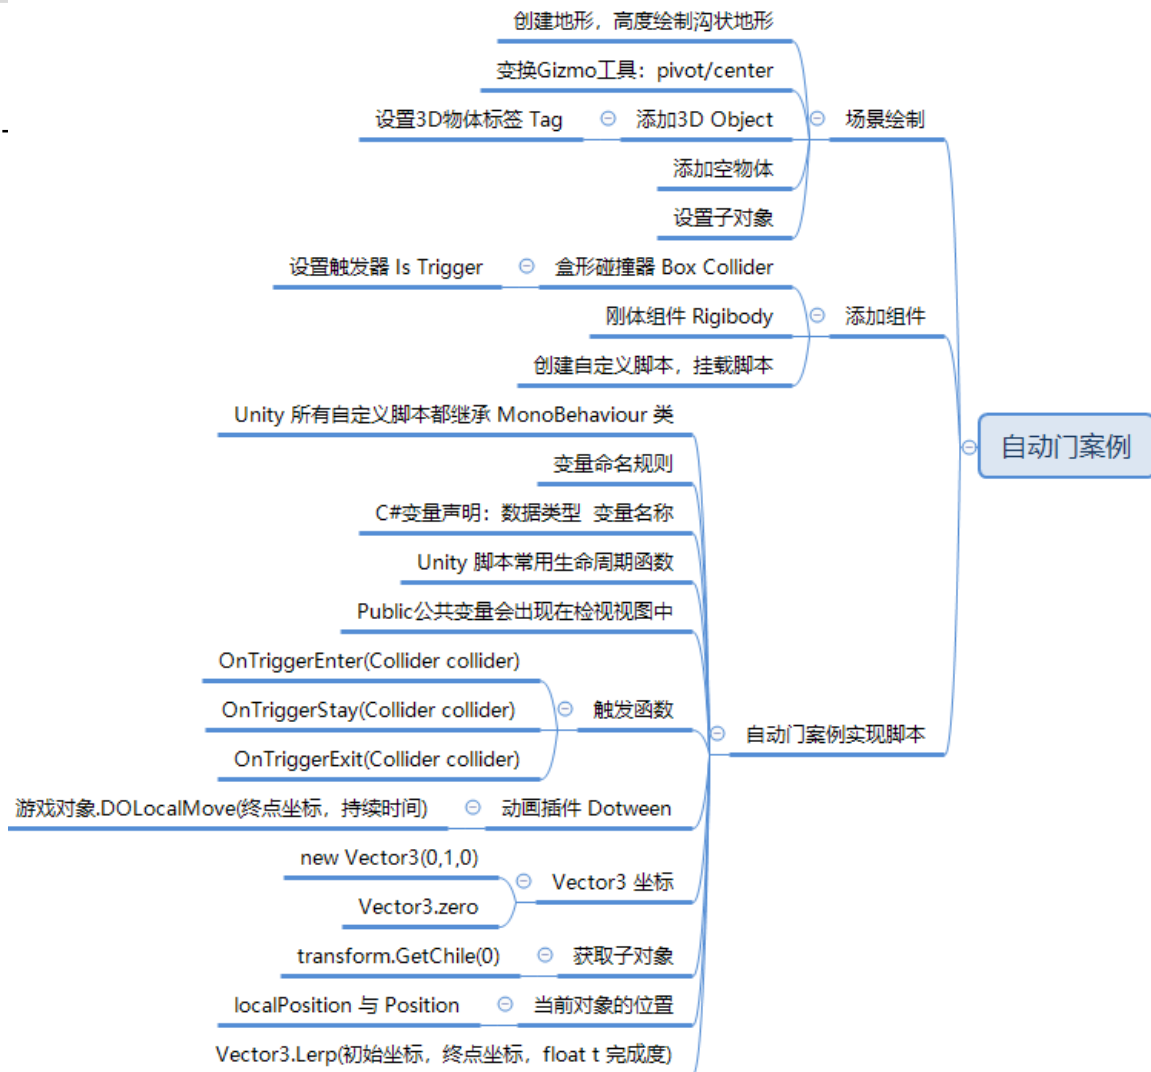 创建地形，高度绘制沟状地形
变换Gizmo工具：pivot/center
设置3D物体标签 Tag
添加3D Object
场景绘制
添加空物体
设置子对象
设置触发器 Is Trigger
盒形碰撞器 Box Collider
刚体组件 Rigibody
添加组件
创建自定义脚本，挂载脚本
Unity 所有自定义脚本都继承 MonoBehaviour 类
自动门案例
变量命名规则
C#变量声明：数据类型 变量名称
Unity 脚本常用生命周期函数
Public公共变量会出现在检视视图中
OnTriggerEnter(Collider collider)
OnTriggerStay(Collider collider)
触发函数
自动门案例实现脚本
OnTriggerExit(Collider collider)
游戏对象.DOLocalMove(终点坐标，持续时间)
动画插件 Dotween
new Vector3(0,1,0)
Vector3 坐标
Vector3.zero
transform.GetChile(0)
获取子对象
localPosition 与 Position
当前对象的位置
Vector3.Lerp(初始坐标，终点坐标，float t 完成度)